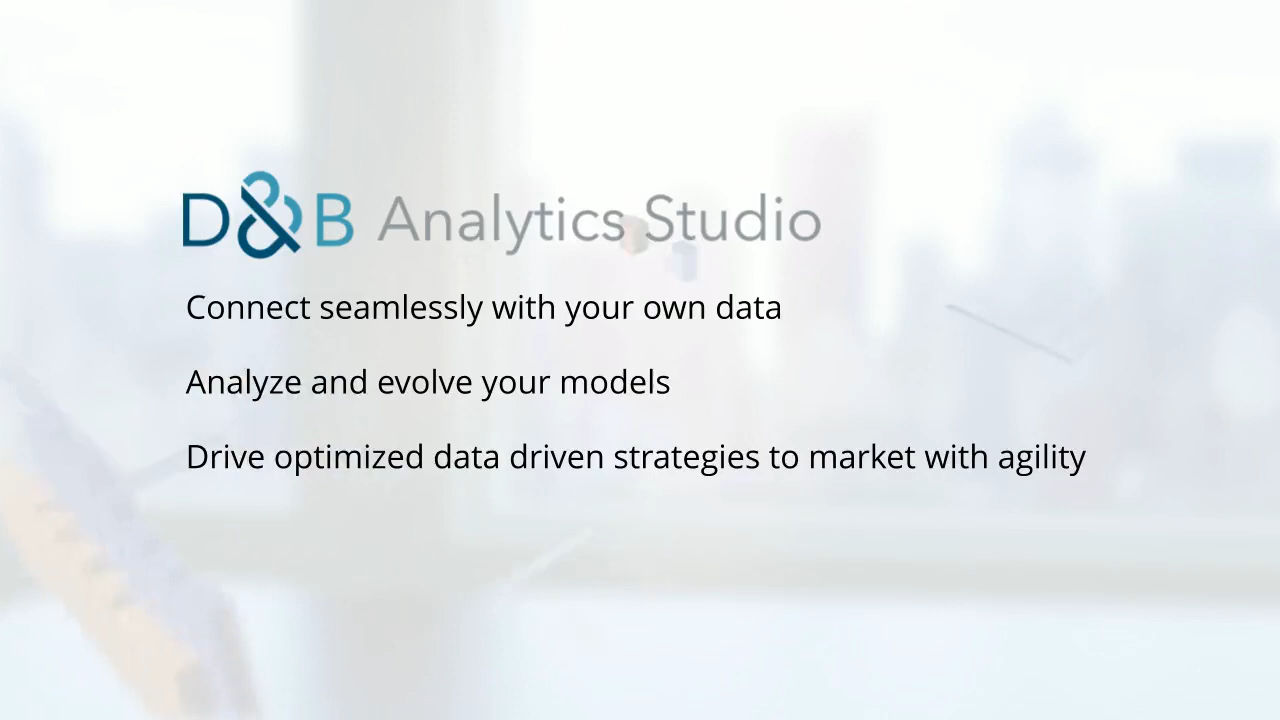 D&B Analytics Studio
Connect seamlessly with your own data
Analyze and evolve your models
Drive optimized data driven strategies to market with agility